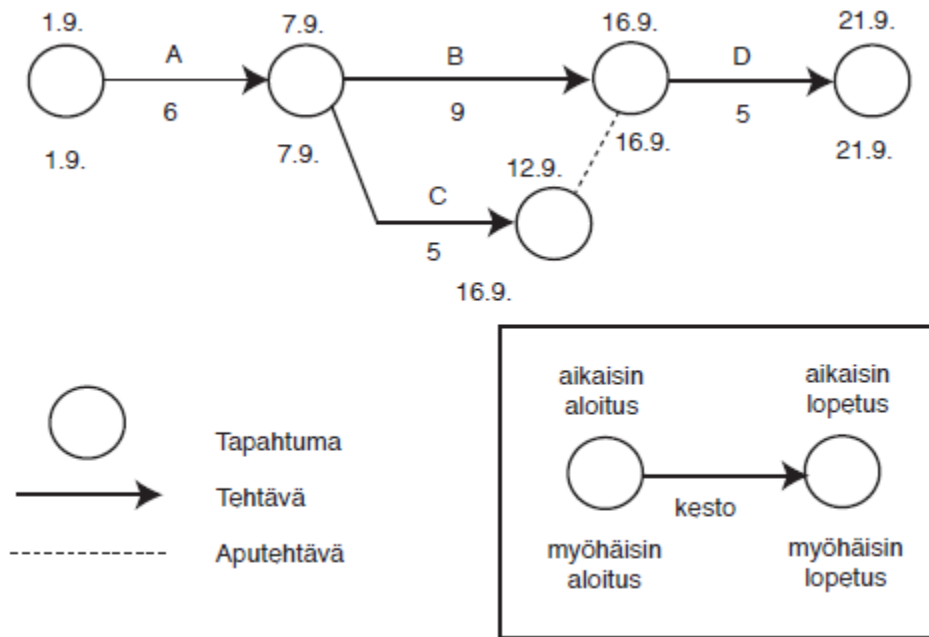 1.9.
7.9.
16.9.
21.9.
A
B
D
6
9
5
1.9.
7.9.
16.9.
21.9.
12.9.
C
5
16.9.
aikaisin
aloitus
aikaisin
lopetus
kesto
myöhäisin
aloitus
myöhäisin
lopetus
Tapahtuma
Tehtävä
Aputehtävä